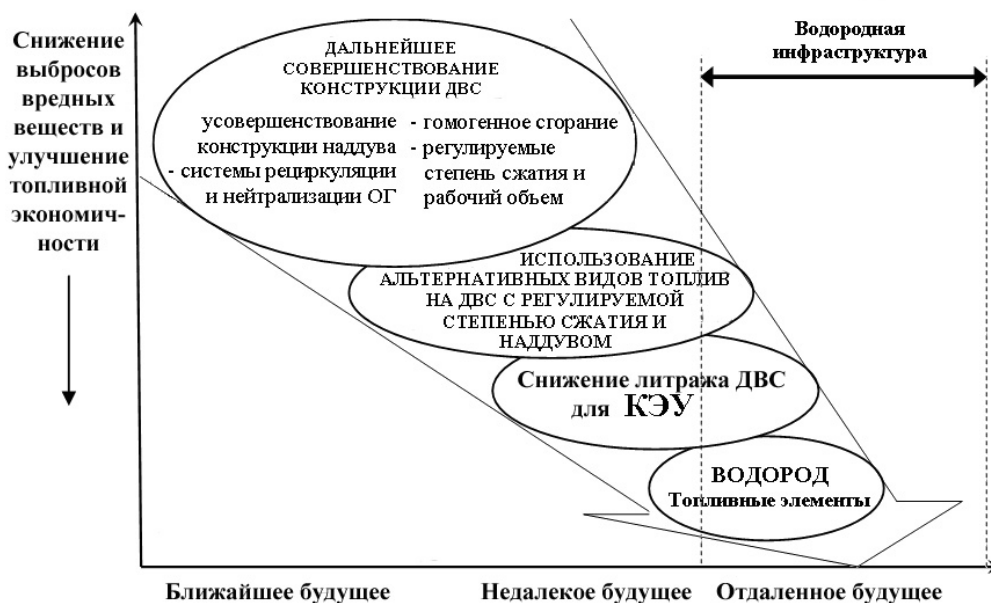 Снижение
выбросов
вредных
веществ и
улучшение
топливной
экономич-
ности
ДАЛЬНЕЙШЕЕ
СОВЕРШЕНСТВОВАНИЕ
КОНСТРУКЦИИ ДВС
усовершенствование
конструкции наддува
- системы рециркуляции
и нейтрализации ОГ
- гомогенное сгорание
- регулируемые
степень сжатия и
рабочий объем
Водородная
инфраструктура
ИСПОЛЬЗОВАНИЕ
АЛЬТЕРНАТИВНЫХ ВИДОВ ТОПЛИВ
НА ДВС С РЕГУЛИРУЕМОЙ
СТЕПЕНЬЮ СЖАТИЯ И
НАДДУВОМ
Снижение литража ДВС
для КЭУ
ВОДОРОД
Топливные элементы
Ближайшее будущее
Недалекое будущее
Отдаленное будущее